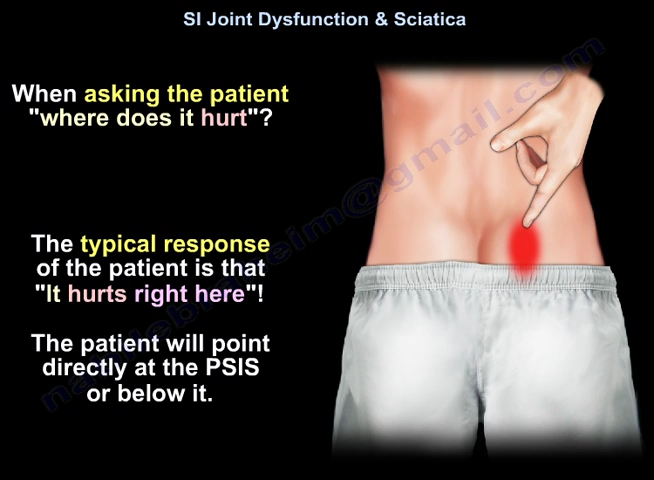 SI Joint Dysfunction & Sciatica
When asking the patient
"where does it hurt"?
The typical response
of the patient is that
"It hurts right here"!
The patient will point
directly at the PSIS
or below it.